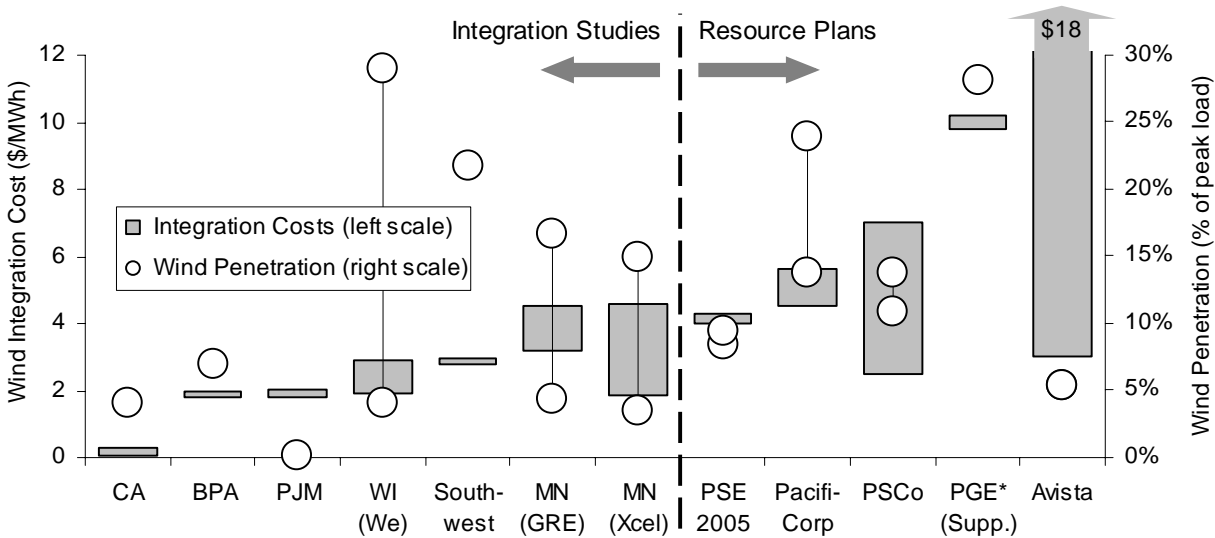 Integration Studies
Resource Plans
$18
Wind Integration Cost ($/MWh)
12
10
8
6
4
2
0
30%
25%
20%
15%
10%
5%
0%
Wind Penetration (% of peak load)
Integration Costs (left scale)
Wind Penetration (right scale)
CA
BPA
PJM
WI
(We)
South-
west
MN
(GRE)
MN
(Xcel)
PSE
2005
Pacifi-
Corp
PSCo
PGE*
(Supp.)
Avista